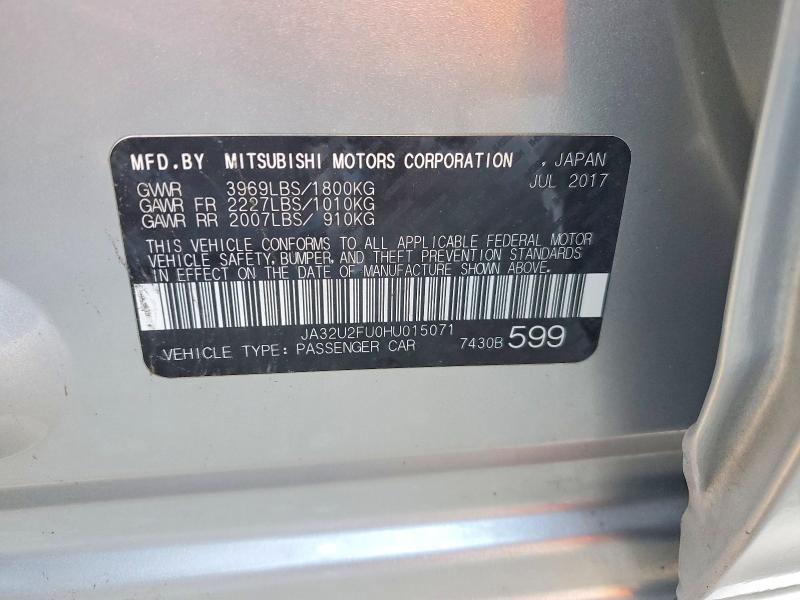 MFD.BY MITSUBISHI MOTORS CORPORATION , JAPAN
JUL 2017
GVWR 3969LBS/1800KG
GAWR FR 2227LBS/1010KG
GAWR RR 2007LBS/ 910KG
THIS VEHICLE CONFORMS TO ALL APPLICABLE FEDERAL MOTOR
VEHICLE SAFETY, BUMPER, AND THEFT PREVENTION STANDARDS
IN EFFECT ON THE DATE OF MANUFACTURE SHOWN ABOVE.
JA32U2FU0HU015071
VEHICLE TYPE: PASSENGER CAR 7430B 599